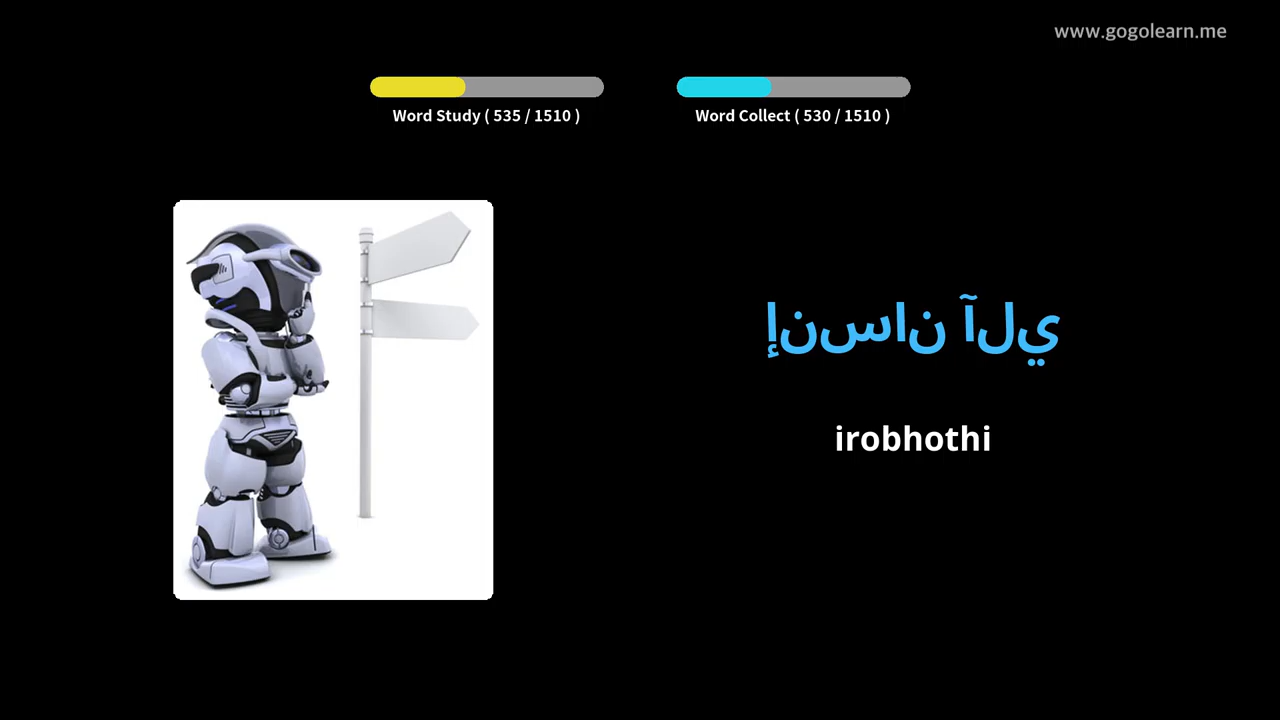 www.gogolearn.me
Word Study ( 535 / 1510 )
Word Collect ( 530 / 1510 )
إنسان آلي
irobhothi